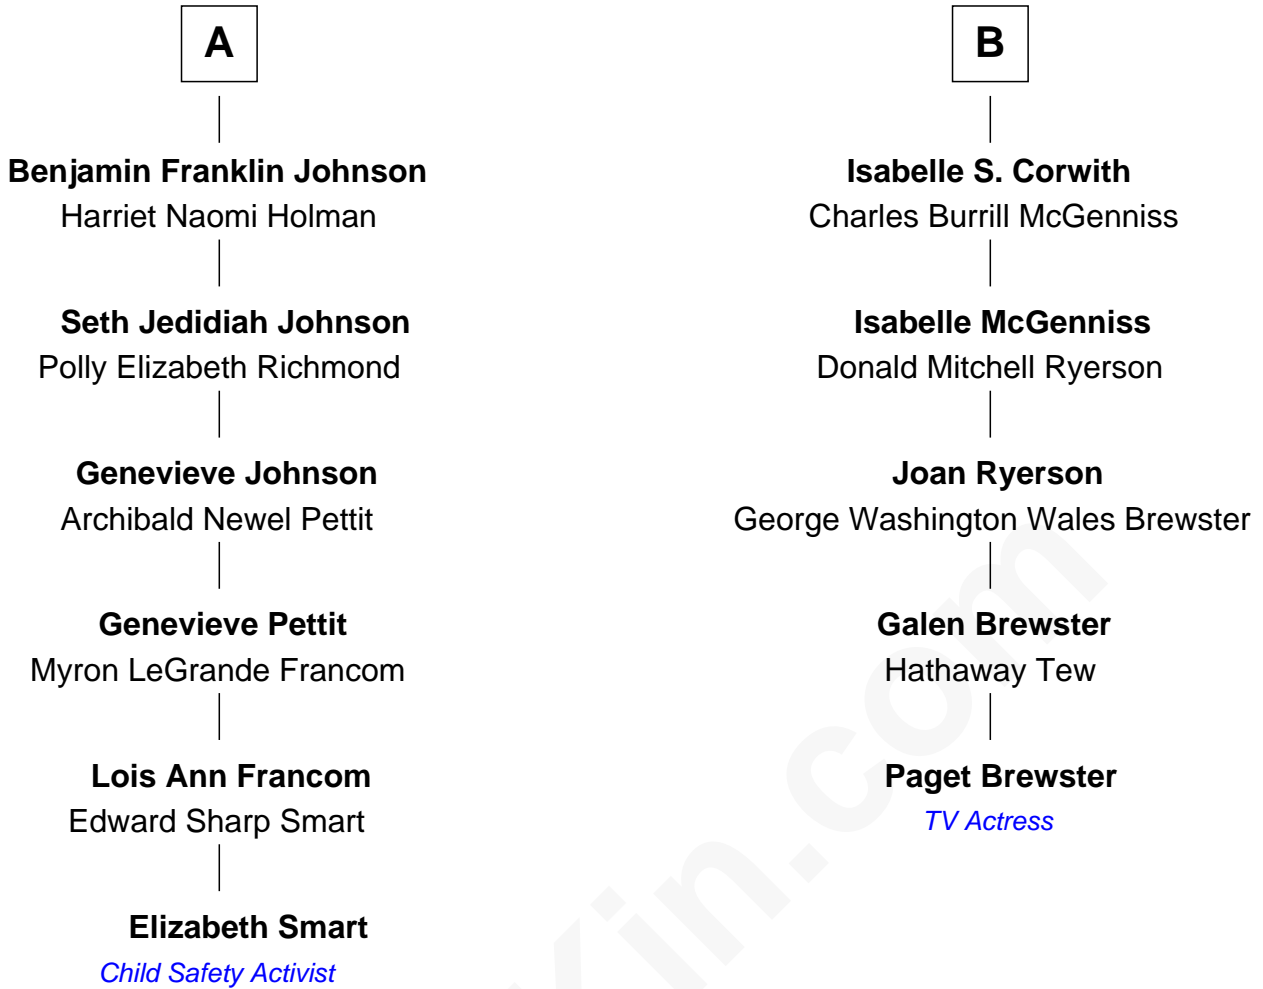 A
Benjamin Franklin Johnson
Harriet Naomi Holman
Seth Jedidiah Johnson
Polly Elizabeth Richmond
Genevieve Johnson
Archibald Newel Pettit
Genevieve Pettit
Myron LeGrande Francom
Lois Ann Francom
Edward Sharp Smart
Elizabeth Smart
Child Safety Activist
B
Isabelle S. Corwith
Charles Burrill McGenniss
Isabelle McGenniss
Donald Mitchell Ryerson
Joan Ryerson
George Washington Wales Brewster
Galen Brewster
Hathaway Tew
Paget Brewster
TV Actress
Kin.com